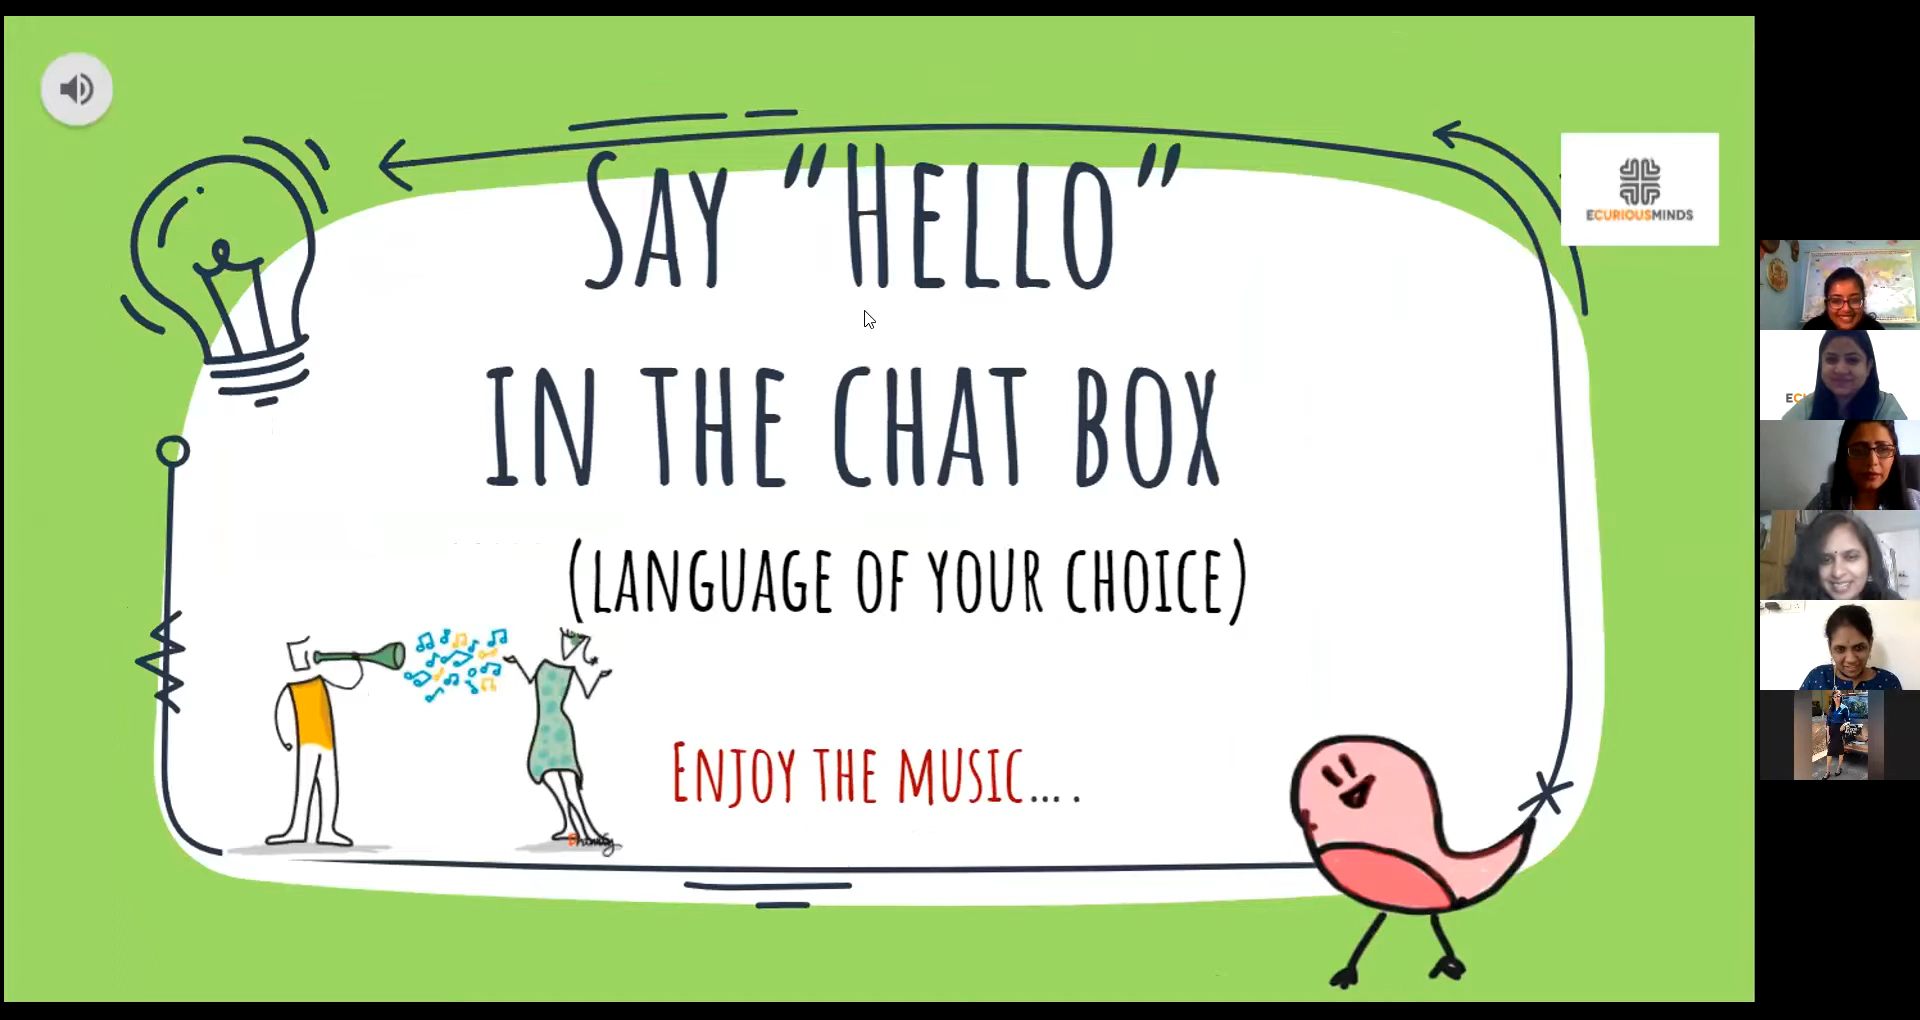 SAY “HELLO”
IN THE CHAT BOX
(LANGUAGE OF YOUR CHOICE)
ENJOY THE MUSIC... .
ECURIOUSMINDS